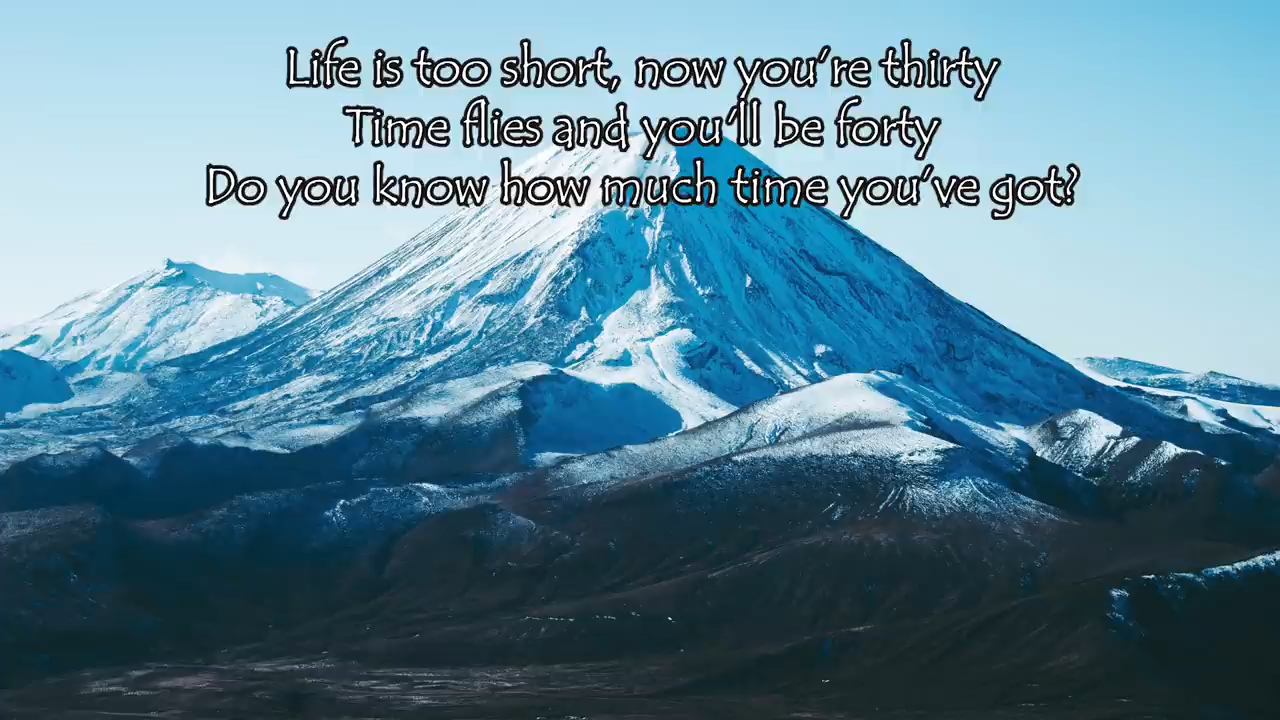 Life is too short, now you're thirty
Time flies and you'll be forty
Do you know how much time you've got?